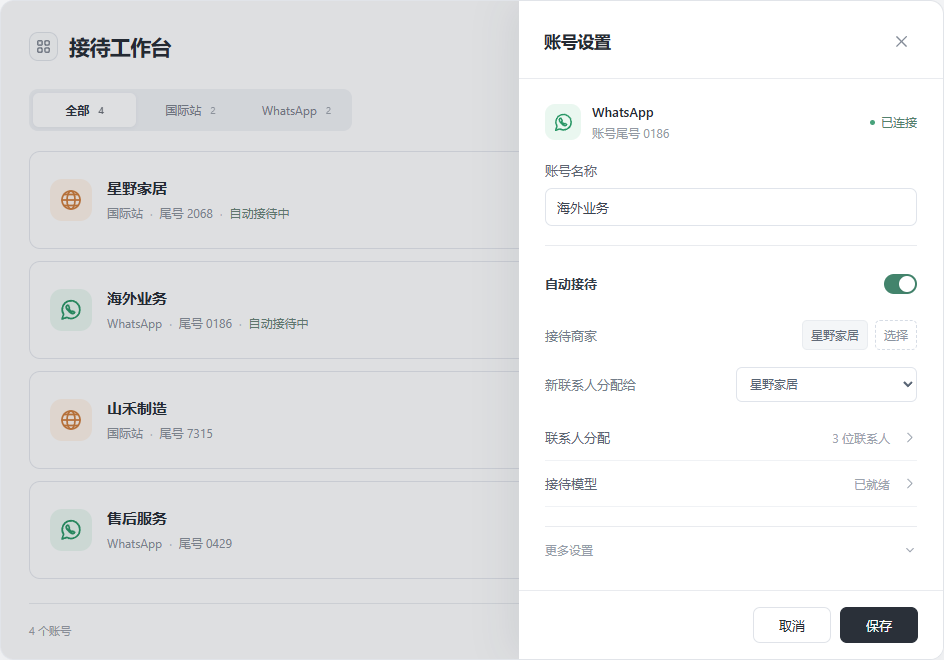 接待工作台
全部 4
国际站 2
WhatsApp 2
星野家居
国际站 · 尾号 2068 · 自动接待中
海外业务
WhatsApp · 尾号 0186 · 自动接待中
山禾制造
国际站 · 尾号 7315
售后服务
WhatsApp · 尾号 0429
4 个账号
账号设置
WhatsApp
账号尾号 0186
已连接
账号名称
海外业务
自动接待
接待商家 星野家居 选择
新联系人分配给 星野家居
联系人分配 3 位联系人
接待模型 已就绪
更多设置
取消 保存